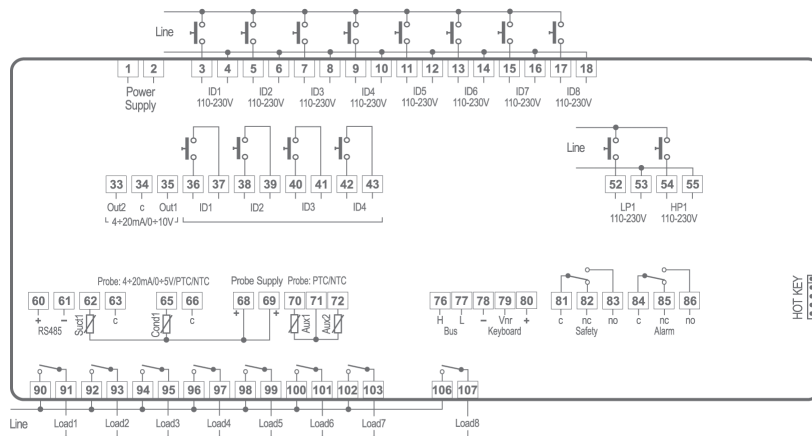 Line
1 2 3 4 5 6 7 8 9 10 11 12 13 14 15 16 17 18
Power Supply
ID1 110-230V
ID2 110-230V
ID3 110-230V
ID4 110-230V
ID5 110-230V
ID6 110-230V
ID7 110-230V
ID8 110-230V
Line
33 34 35 36 37 38 39 40 41 42 43
52 53 54 55
Out2 c Out1 ID1 ID2 ID3 ID4
4÷20mA/0÷10V
LP1 110-230V
HP1 110-230V
Probe: 4÷20mA/0÷5V/PTC/NTC
Probe Supply
Probe: PTC/NTC
HOT KEY
60 61 62 63 65 66 68 69 70 71 72
76 77 78 79 80 81 82 83 84 85 86
+ – Suct1 c Cond1 c + + Aux1 Aux2
RS485
H L – Vnr +
Bus Keyboard
c nc no
Safety
c nc no
Alarm
90 91 92 93 94 95 96 97 98 99 100 101 102 103 106 107
Line Load1 Load2 Load3 Load4 Load5 Load6 Load7 Load8